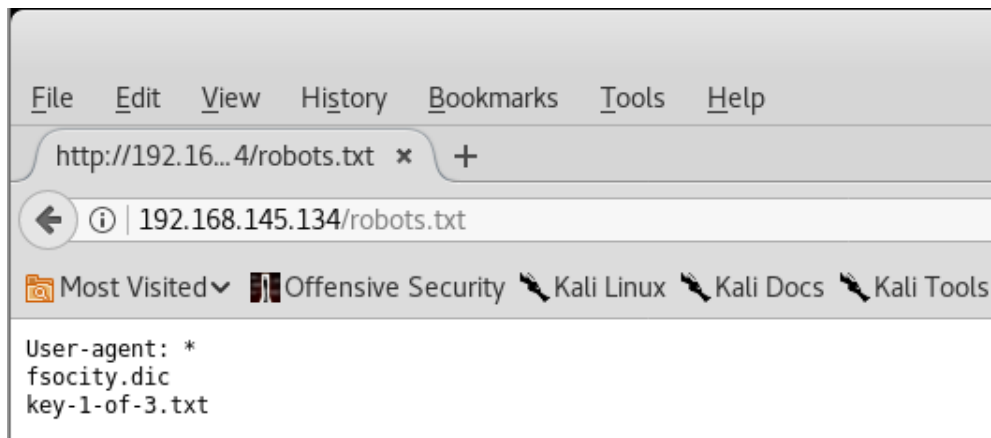 File Edit View History Bookmarks Tools Help
http://192.16...4/robots.txt × +
192.168.145.134/robots.txt
Most Visited Offensive Security Kali Linux Kali Docs Kali Tools
User-agent: *
fsocity.dic
key-1-of-3.txt